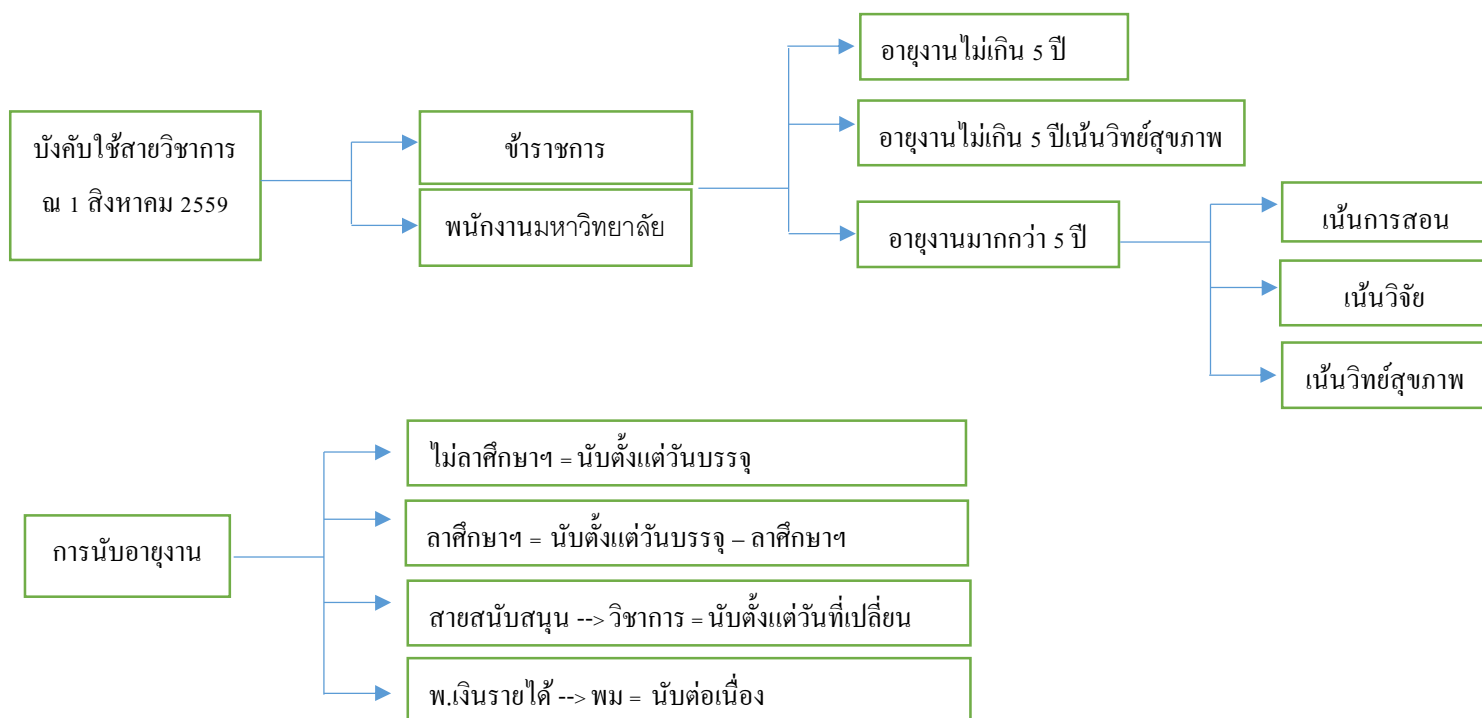 บังคับใช้สายวิชาการ
ณ 1 สิงหาคม 2559
ข้าราชการ
พนักงานมหาวิทยาลัย
อายุงานไม่เกิน 5 ปี
อายุงานไม่เกิน 5 ปีเน้นวิทย์สุขภาพ
อายุงานมากกว่า 5 ปี
เน้นการสอน
เน้นวิจัย
เน้นวิทย์สุขภาพ
การนับอายุงาน
ไม่ลาศึกษาฯ = นับตั้งแต่วันบรรจุ
ลาศึกษาฯ = นับตั้งแต่วันบรรจุ – ลาศึกษาฯ
สายสนับสนุน --> วิชาการ = นับตั้งแต่วันที่เปลี่ยน
พ.เงินรายได้ --> พม = นับต่อเนื่อง